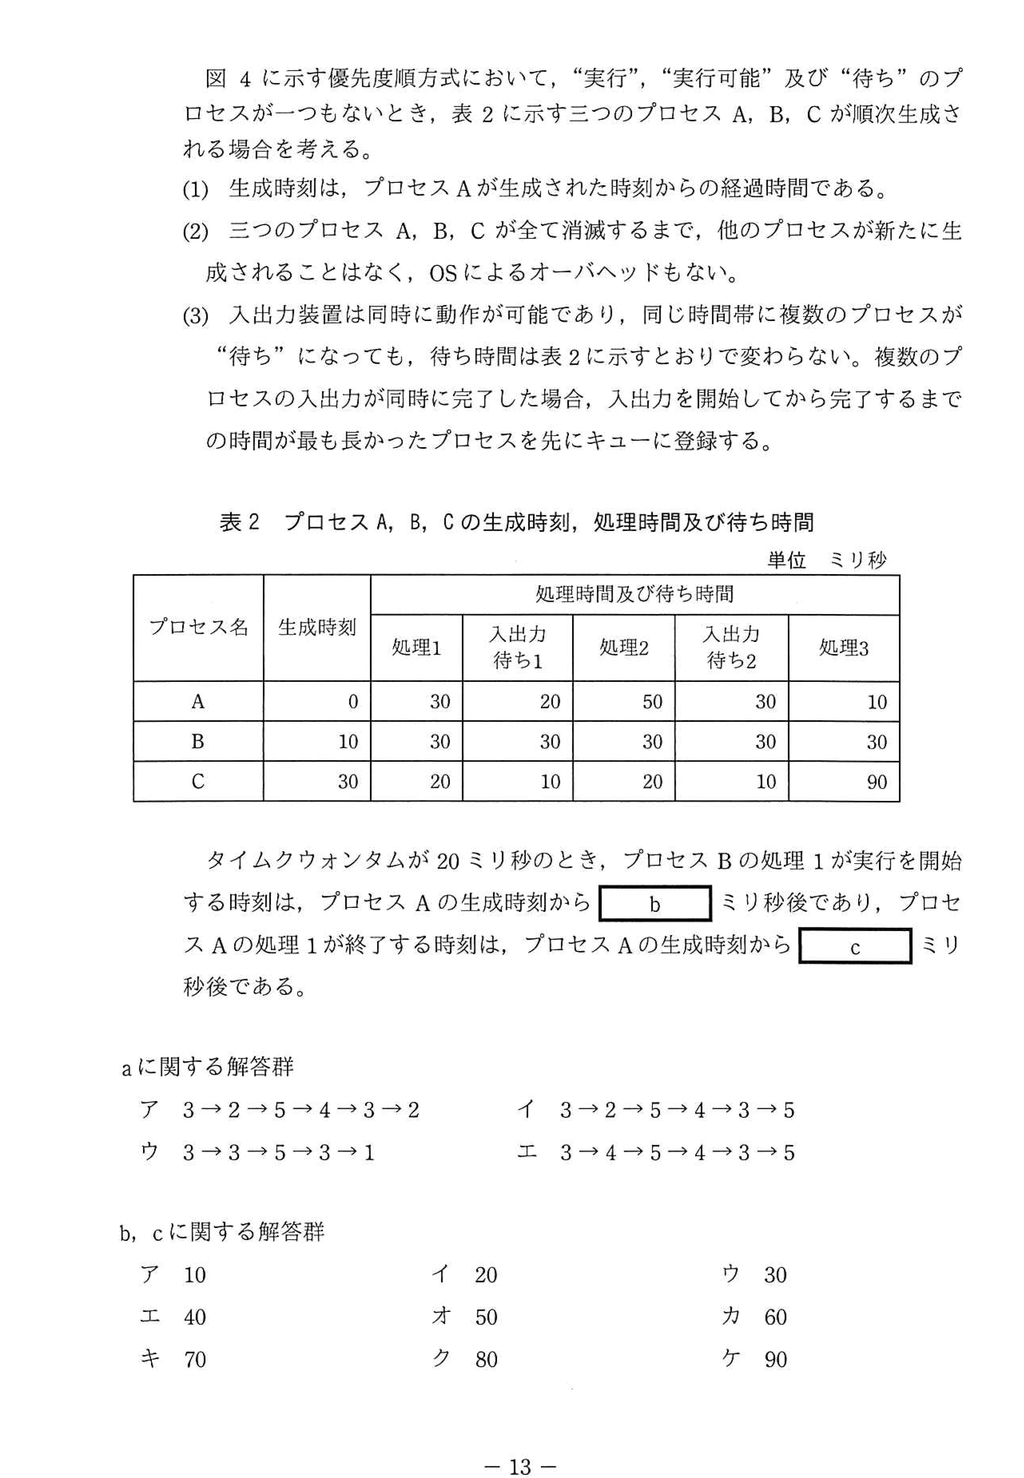 図 4 に示す優先度順方式において，“実行”，“実行可能” 及び “待ち” のプ
ロセスが一つもないとき，表 2 に示す三つのプロセス A，B，C が順次生成さ
れる場合を考える。
(1) 生成時刻は，プロセス A が生成された時刻からの経過時間である。
(2) 三つのプロセス A，B，C が全て消滅するまで，他のプロセスが新たに生
成されることはなく，OS によるオーバヘッドもない。
(3) 入出力装置は同時に動作が可能であり，同じ時間帯に複数のプロセスが
“待ち” になっても，待ち時間は表 2 に示すとおりで変わらない。複数のプ
ロセスの入出力が同時に完了した場合，入出力を開始してから完了するまで
の時間が最も長かったプロセスを先にキューに登録する。
表 2 プロセス A，B，C の生成時刻，処理時間及び待ち時間
単位 ミリ秒
プロセス名 生成時刻 処理時間及び待ち時間
処理1 入出力待ち1 処理2 入出力待ち2 処理3
A 0 30 20 50 30 10
B 10 30 30 30 30 30
C 30 20 10 20 10 90
タイムクウォンタムが 20 ミリ秒のとき，プロセス B の処理 1 が実行を開始
する時刻は，プロセス A の生成時刻から b ミリ秒後であり，プロセ
ス A の処理 1 が終了する時刻は，プロセス A の生成時刻から c ミリ
秒後である。
a に関する解答群
ア 3→2→5→4→3→2 イ 3→2→5→4→3→5
ウ 3→3→5→3→1 エ 3→4→5→4→3→5
b，c に関する解答群
ア 10 イ 20 ウ 30
エ 40 オ 50 カ 60
キ 70 ク 80 ケ 90
－ 13 －